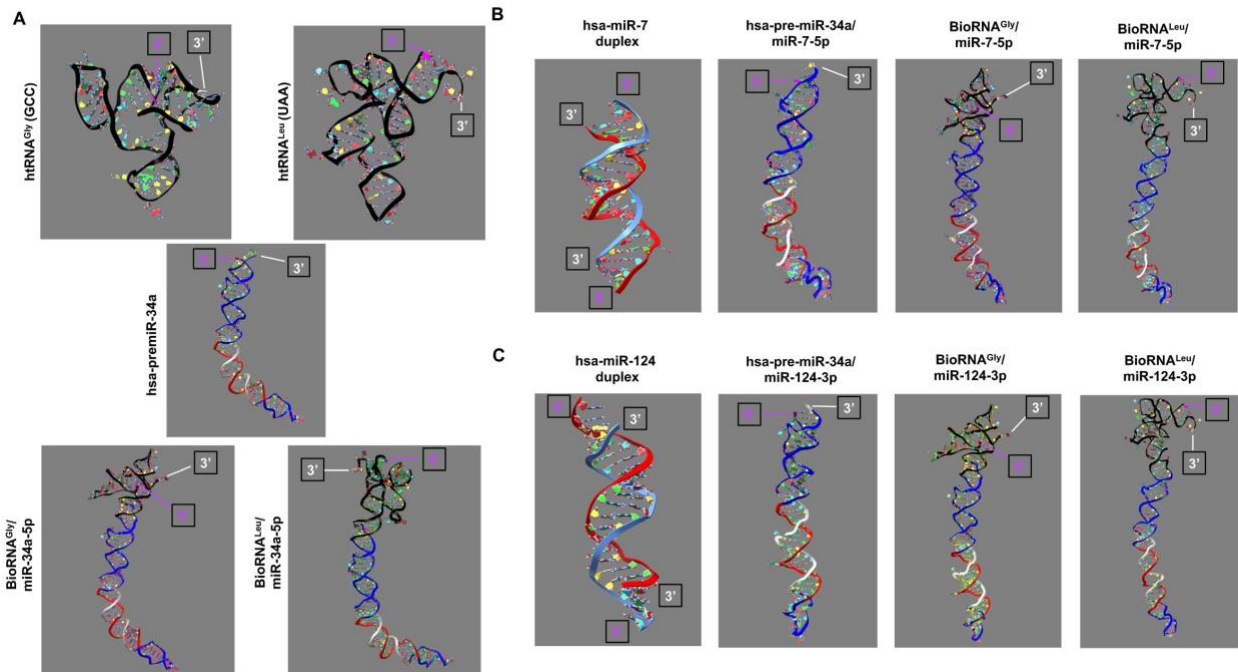 A
htRNAGly (GCC)
3'
htRNALeu (UAA)
3'
hsa-premiR-34a
3'
BioRNAGly/
miR-34a-5p
3'
BioRNALeu/
miR-34a-5p
3'
B
hsa-miR-7
duplex
3'
3'
hsa-pre-miR-34a/
miR-7-5p
3'
BioRNAGly/
miR-7-5p
3'
BioRNALeu/
miR-7-5p
3'
C
hsa-miR-124
duplex
3'
3'
hsa-pre-miR-34a/
miR-124-3p
3'
BioRNAGly/
miR-124-3p
3'
BioRNALeu/
miR-124-3p
3'